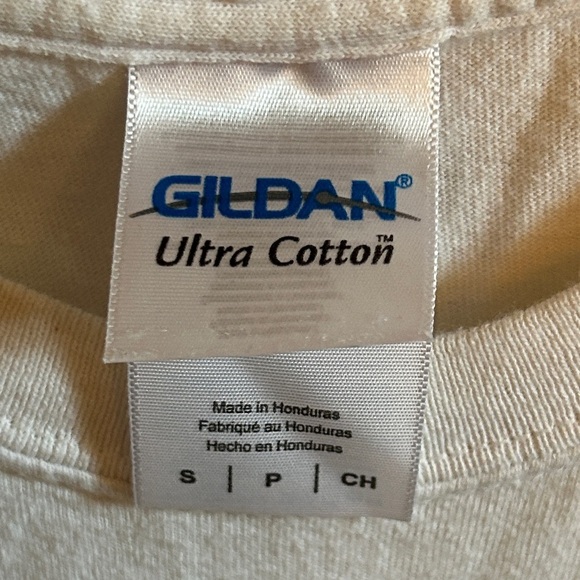 GILDAN®
Ultra Cotton™
Made in Honduras
Fabriqué au Honduras
Hecho en Honduras
S | P | CH